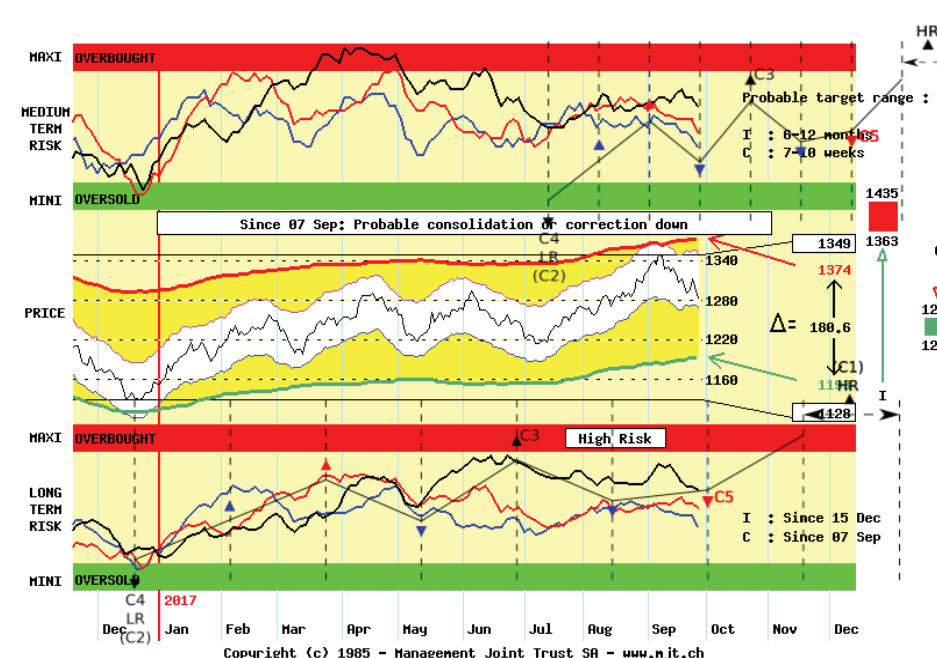 HR
MAXI OVERBOUGHT
C3
Probable target range :
MEDIUM
TERM
RISK
I : 6-12 months
C : 7-10 weeks
C5
MINI OVERSOLD
1435
Since 07 Sep: Probable consolidation or correction down
C4
LR
(C2)
1349
1363
1340
1374
1280
PRICE
Δ= 180.6
1220
1160
C1)
HR
I
1128
MAXI OVERBOUGHT
C3
High Risk
LONG
TERM
RISK
C5
I : Since 15 Dec
C : Since 07 Sep
MINI OVERSOLD
C4
LR
(C2)
2017
Dec Jan Feb Mar Apr May Jun Jul Aug Sep Oct Nov Dec
Copyright (c) 1985 - Management Joint Trust SA - www.mjt.ch